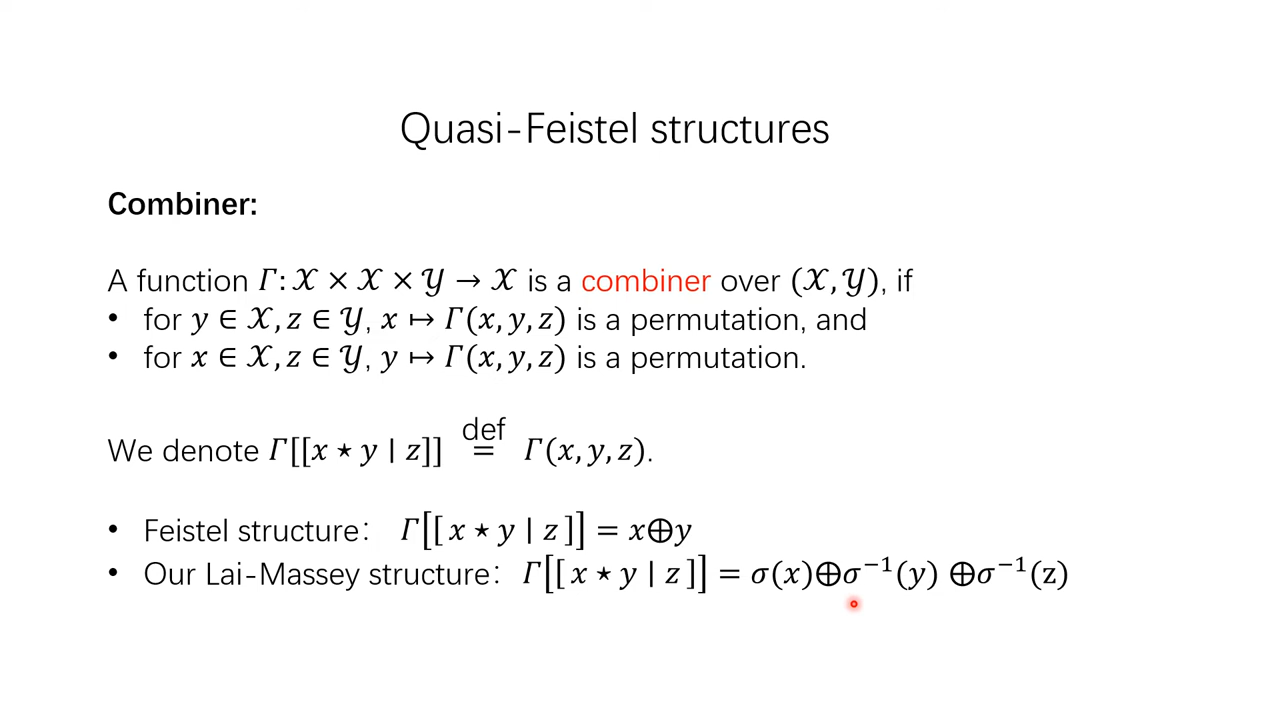 Quasi-Feistel structures
Combiner:
A function 𝛤: 𝒳 × 𝒳 × 𝒴 → 𝒳 is a combiner over (𝒳, 𝒴), if
• for 𝑦 ∈ 𝒳, 𝑧 ∈ 𝒴, 𝑥 ↦ 𝛤(𝑥, 𝑦, 𝑧) is a permutation, and
• for 𝑥 ∈ 𝒳, 𝑧 ∈ 𝒴, 𝑦 ↦ 𝛤(𝑥, 𝑦, 𝑧) is a permutation.
We denote 𝛤[[𝑥 ⋆ 𝑦 | 𝑧]] def= 𝛤(𝑥, 𝑦, 𝑧).
• Feistel structure： 𝛤[[ 𝑥 ⋆ 𝑦 | 𝑧 ]] = 𝑥⊕𝑦
• Our Lai-Massey structure： 𝛤[[ 𝑥 ⋆ 𝑦 | 𝑧 ]] = 𝜎(𝑥)⊕𝜎⁻¹(𝑦) ⊕𝜎⁻¹(z)